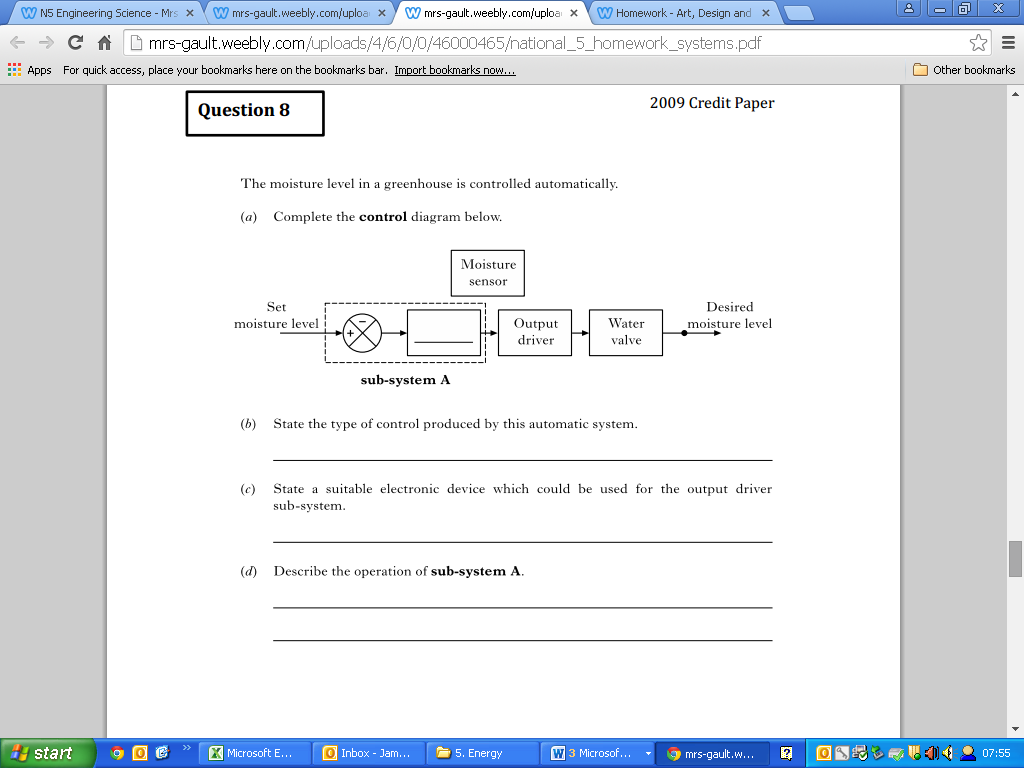 N5 Engineering Science - Mrs
mrs-gault.weebly.com/uploa
mrs-gault.weebly.com/uploa
Homework - Art, Design and
mrs-gault.weebly.com/uploads/4/6/0/0/46000465/national_5_homework_systems.pdf
Apps For quick access, place your bookmarks here on the bookmarks bar. Import bookmarks now... Other bookmarks
Question 8
2009 Credit Paper
The moisture level in a greenhouse is controlled automatically.
(a) Complete the control diagram below.
Moisture
sensor
Set
moisture level
+
−
Output
driver
Water
valve
Desired
moisture level
sub-system A
(b) State the type of control produced by this automatic system.
(c) State a suitable electronic device which could be used for the output driver
sub-system.
(d) Describe the operation of sub-system A.
start
Microsoft E...
Inbox - Jam...
5. Energy
3 Microsof...
mrs-gault.w...
07:55